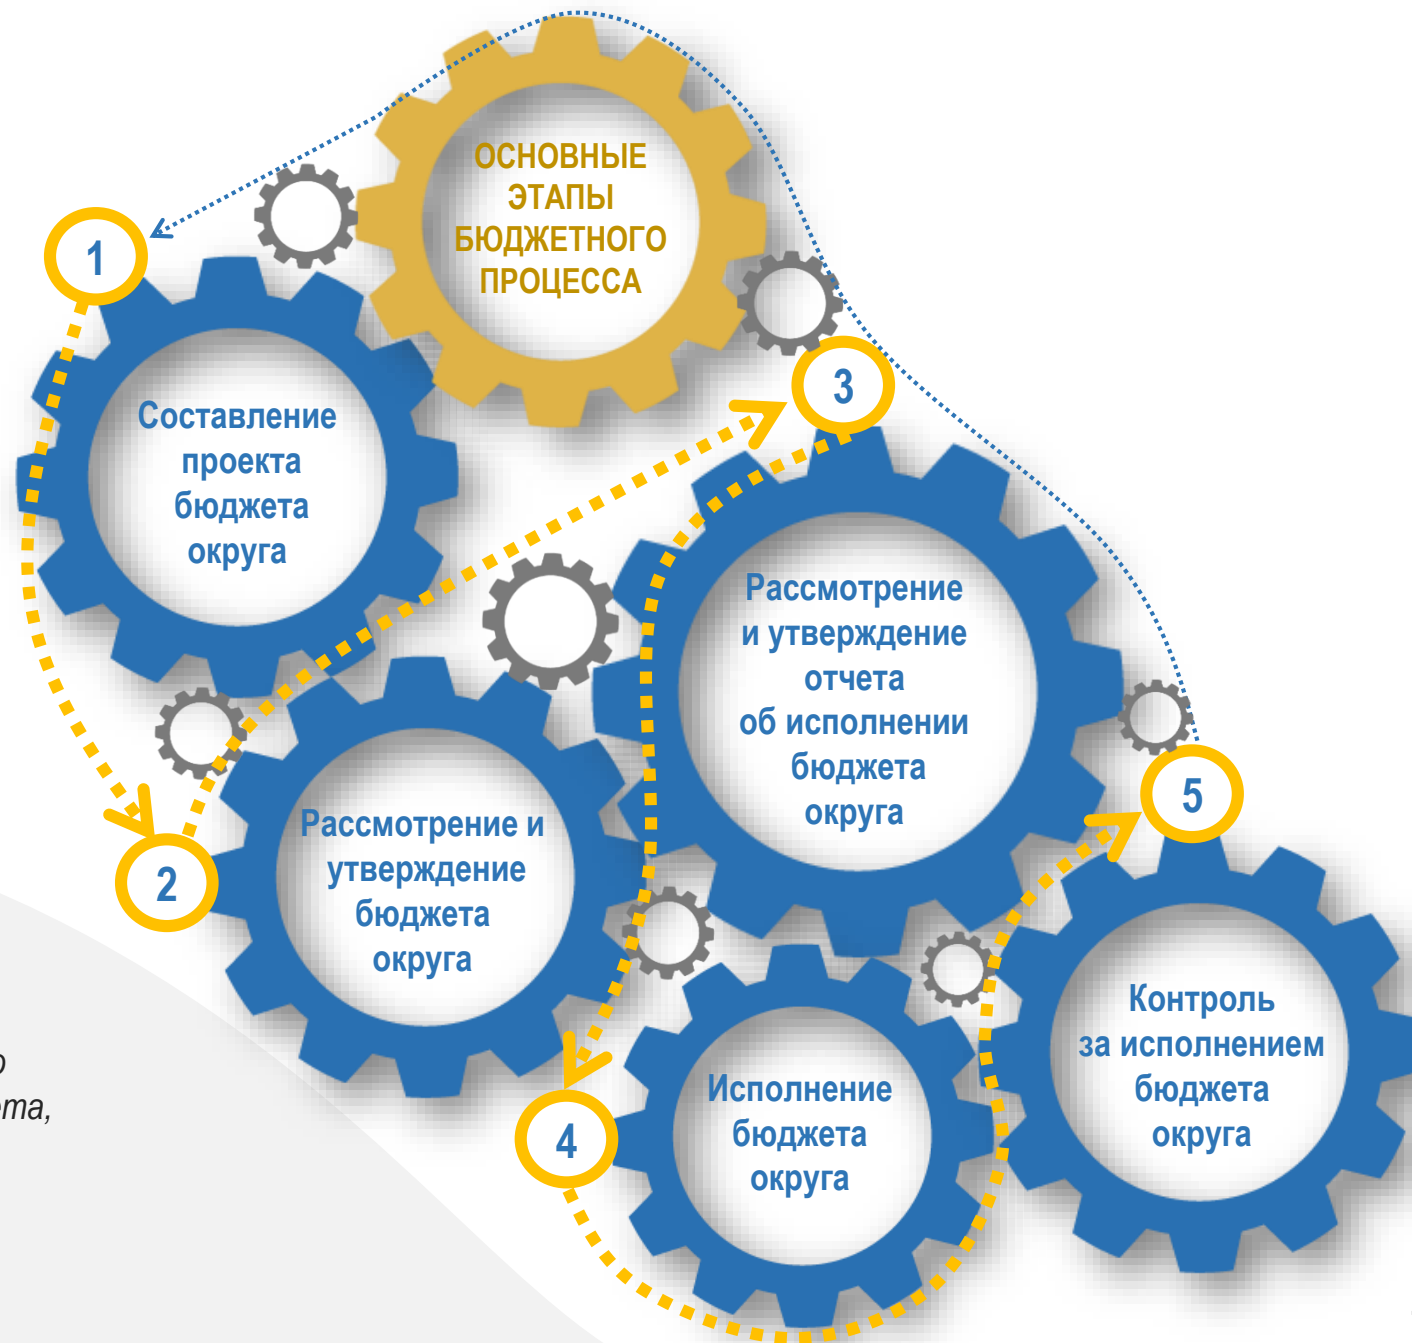 ОСНОВНЫЕ
ЭТАПЫ
БЮДЖЕТНОГО
ПРОЦЕССА
1
Составление
проекта
бюджета
округа
2
Рассмотрение и
утверждение
бюджета
округа
3
Рассмотрение
и утверждение
отчета
об исполнении
бюджета
округа
4
Исполнение
бюджета
округа
5
Контроль
за исполнением
бюджета
округа